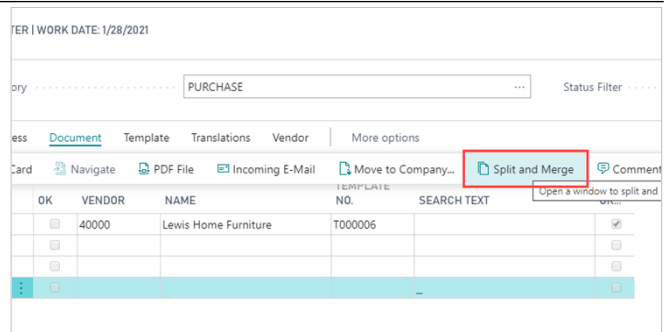 TER | WORK DATE: 1/28/2021
ory PURCHASE ... Status Filter
ess Document Template Translations Vendor More options
Card Navigate PDF File Incoming E-Mail Move to Company... Split and Merge Comment
Open a window to split and
OK VENDOR NAME TEMPLATE NO. SEARCH TEXT
40000 Lewis Home Furniture T000006